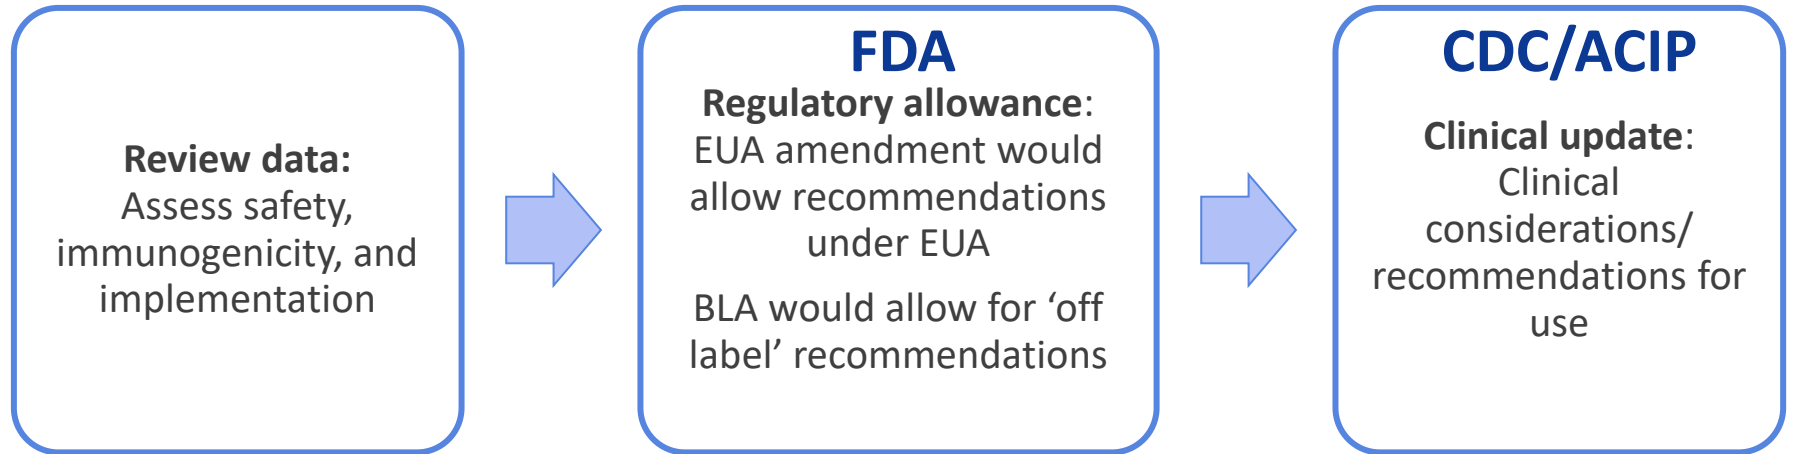 Review data:
Assess safety,
immunogenicity, and
implementation
FDA
Regulatory allowance:
EUA amendment would
allow recommendations
under EUA
BLA would allow for ‘off
label’ recommendations
CDC/ACIP
Clinical update:
Clinical
considerations/
recommendations for
use